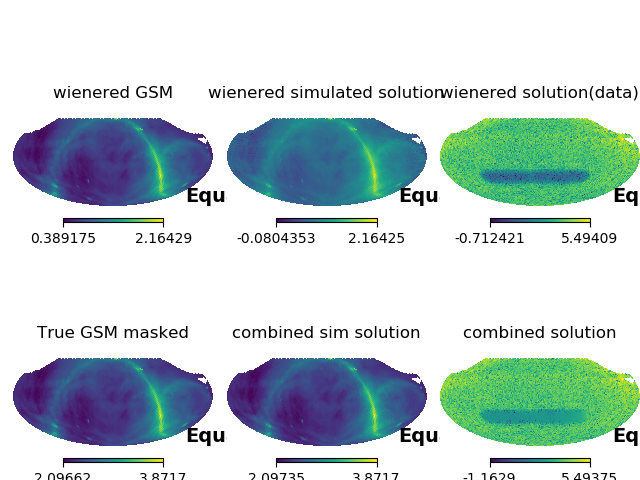 wienered GSM
wienered simulated solution
wienered solution(data)
Equ
Equ
Eq
0.389175 2.16429
-0.0804353 2.16425
-0.712421 5.49409
True GSM masked
combined sim solution
combined solution
Equ
Equ
Eq
2.09662 3.8717
2.09735 3.8717
-1.1629 5.49375